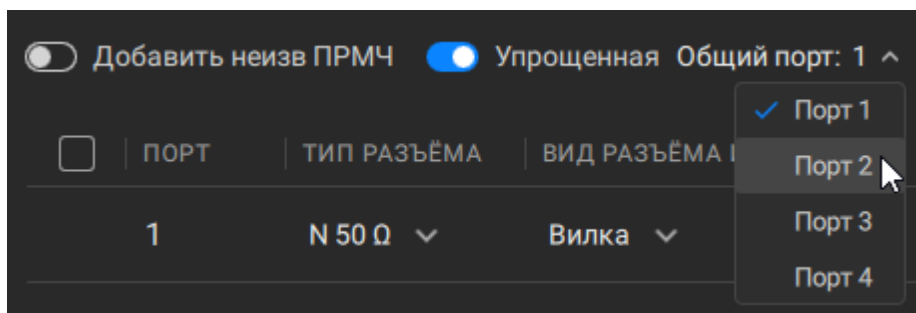 Добавить неизв ПРМЧ Упрощенная Общий порт: 1
Порт 1
ПОРТ ТИП РАЗЪЁМА ВИД РАЗЪЁМА
Порт 2
1 N 50 Ω Вилка
Порт 3
Порт 4